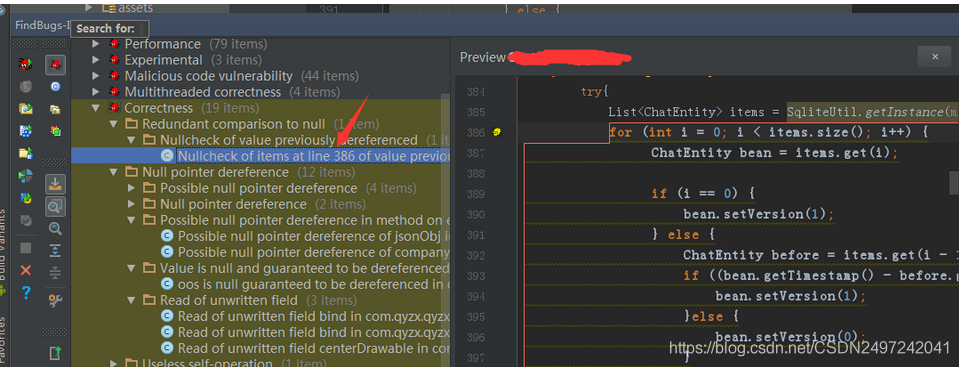 assets
391
} else {
FindBugs-I
Search for:
Performance (79 items)
Experimental (3 items)
Malicious code vulnerability (44 items)
Multithreaded correctness (4 items)
Correctness (19 items)
Redundant comparison to null (1 item)
Nullcheck of value previously dereferenced (1 ite
Nullcheck of items at line 386 of value previo
Null pointer dereference (12 items)
Possible null pointer dereference (4 items)
Null pointer dereference (2 items)
Possible null pointer dereference in method on e
Possible null pointer dereference of jsonObj i
Possible null pointer dereference of company
Value is null and guaranteed to be dereferenced
oos is null guaranteed to be dereferenced in c
Read of unwritten field (3 items)
Read of unwritten field bind in com.qyzx.qyzx
Read of unwritten field bind in com.qyzx.qyzx
Read of unwritten field centerDrawable in cor
Useless self-operation (1 item)
Build Variants
Favorites
Preview
384 try{
385 List<ChatEntity> items = SqliteUtil.getInstance(m
386 for (int i = 0; i < items.size(); i++) {
387 ChatEntity bean = items.get(i);
388
389 if (i == 0) {
390 bean.setVersion(1);
391 } else {
392 ChatEntity before = items.get(i - 1
393 if ((bean.getTimestamp() - before.g
394 bean.setVersion(1);
395 }else {
396 bean.setVersion(0);
397 }
https://blog.csdn.net/CSDN2497242041